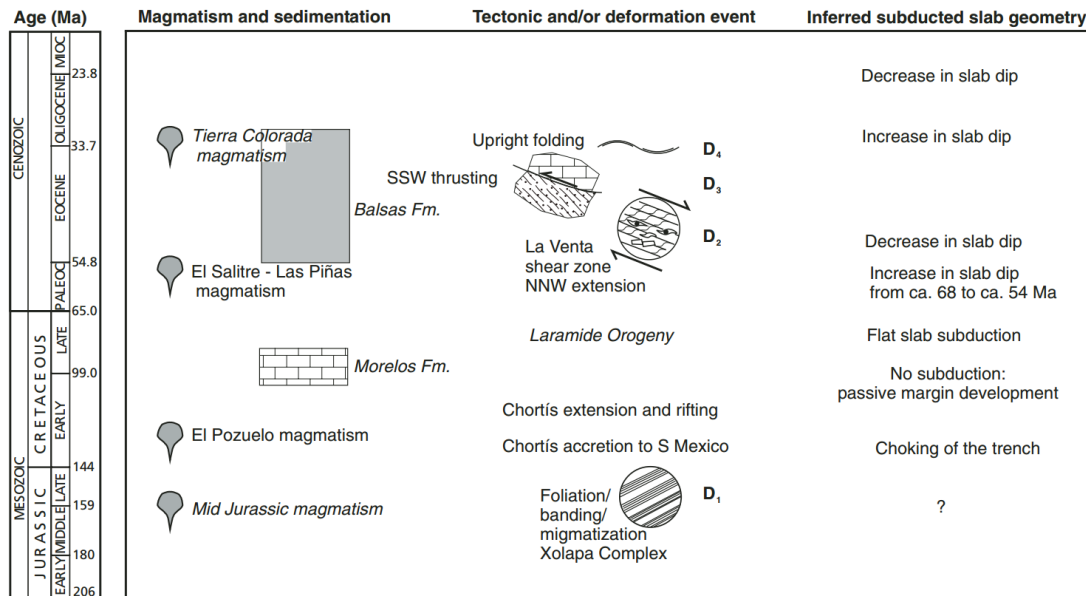 Age (Ma)
Magmatism and sedimentation
Tectonic and/or deformation event
Inferred subducted slab geometry
CENOZOIC
MESOZOIC
CRETACEOUS
JURASSIC
MIOC
OLIGOCENE
EOCENE
PALEOC
LATE
EARLY
LATE
MIDDLE
EARLY
23.8
33.7
54.8
65.0
99.0
144
159
180
206
Tierra Colorada
magmatism
Balsas Fm.
El Salitre - Las Piñas
magmatism
Morelos Fm.
El Pozuelo magmatism
Mid Jurassic magmatism
Upright folding
D4
SSW thrusting
D3
D2
La Venta
shear zone
NNW extension
Laramide Orogeny
Chortís extension and rifting
Chortís accretion to S Mexico
Foliation/
banding/
migmatization
Xolapa Complex
D1
Decrease in slab dip
Increase in slab dip
Decrease in slab dip
Increase in slab dip
from ca. 68 to ca. 54 Ma
Flat slab subduction
No subduction:
passive margin development
Choking of the trench
?